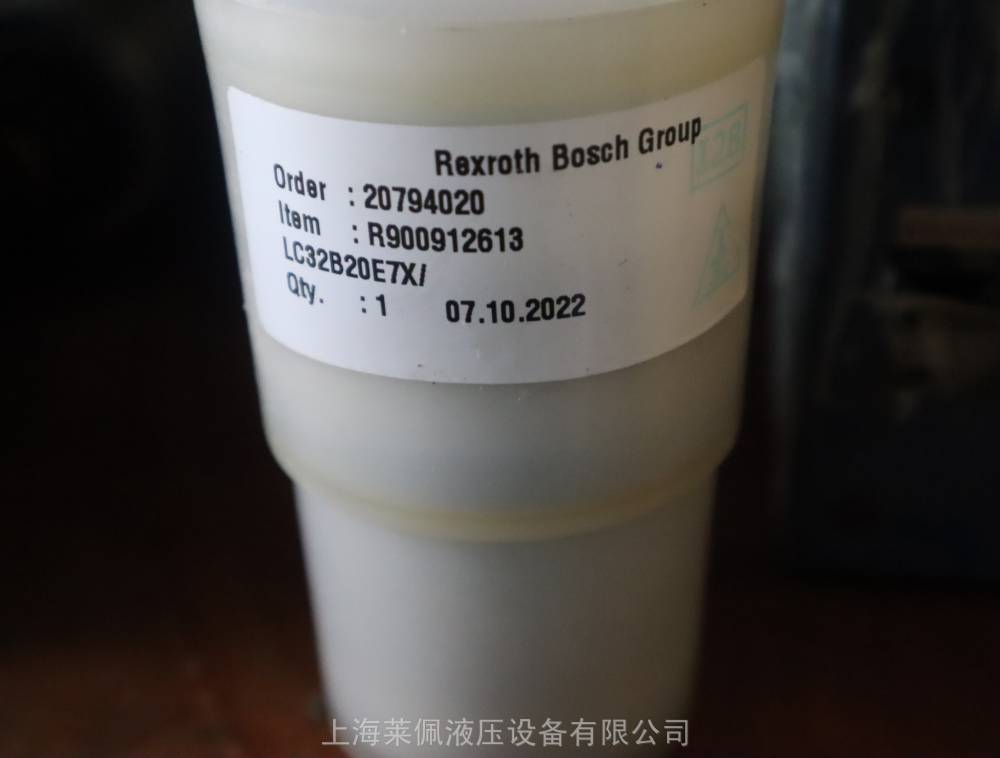 Rexroth Bosch Group
Order : 20794020
Item : R900912613
LC32B20E7X/
Qty. : 1 07.10.2022
上海莱佩液压设备有限公司